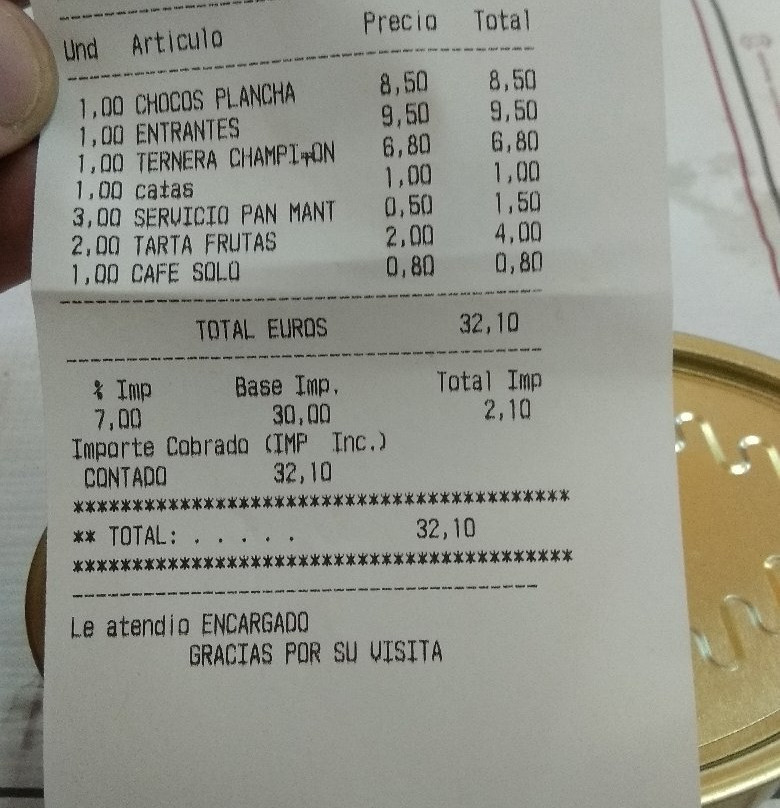 Und Articulo Precio Total
1,00 CHOCOS PLANCHA 8,50 8,50
1,00 ENTRANTES 9,50 9,50
1,00 TERNERA CHAMPI¤ON 6,80 6,80
1,00 catas 1,00 1,00
3,00 SERVICIO PAN MANT 0,50 1,50
2,00 TARTA FRUTAS 2,00 4,00
1,00 CAFE SOLO 0,80 0,80
TOTAL EUROS 32,10
% Imp Base Imp. Total Imp
7,00 30,00 2,10
Importe Cobrado (IMP Inc.)
CONTADO 32,10
******************************************
** TOTAL: . . . . . 32,10
******************************************
Le atendio ENCARGADO
GRACIAS POR SU VISITA